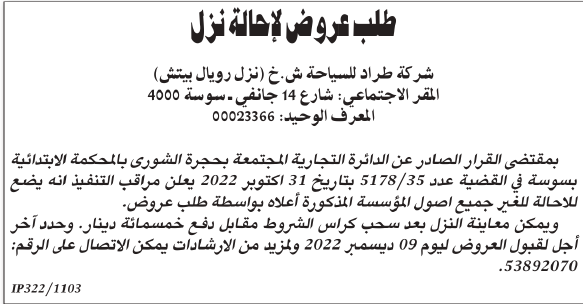 طلب عروض لإحالة نزل
شركة طراد للسياحة ش.خ (نزل رويال بيتش)
المقر الاجتماعي: شارع 14 جانفي ـ سوسة 4000
المعرف الوحيد: 00023366
بمقتضى القرار الصادر عن الدائرة التجارية المجتمعة بحجرة الشورى بالمحكمة الابتدائية
بسوسة في القضية عدد 5178/35 بتاريخ 31 اكتوبر 2022 يعلن مراقب التنفيذ انه يضع
للاحالة للغير جميع اصول المؤسسة المذكورة أعلاه بواسطة طلب عروض.
ويمكن معاينة النزل بعد سحب كراس الشروط مقابل دفع خمسمائة دينار. وحدد آخر
أجل لقبول العروض ليوم 09 ديسمبر 2022 ولمزيد من الارشادات يمكن الاتصال على الرقم:
53892070.
IP322/1103